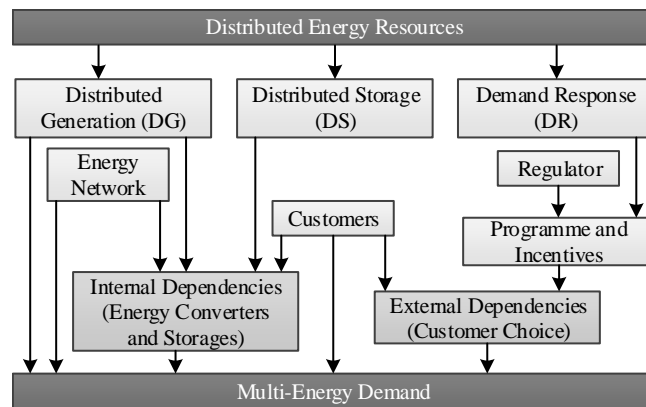 Distributed Energy Resources
Distributed
Generation (DG)
Distributed Storage
(DS)
Demand Response
(DR)
Energy
Network
Regulator
Customers
Programme and
Incentives
Internal Dependencies
(Energy Converters
and Storages)
External Dependencies
(Customer Choice)
Multi-Energy Demand